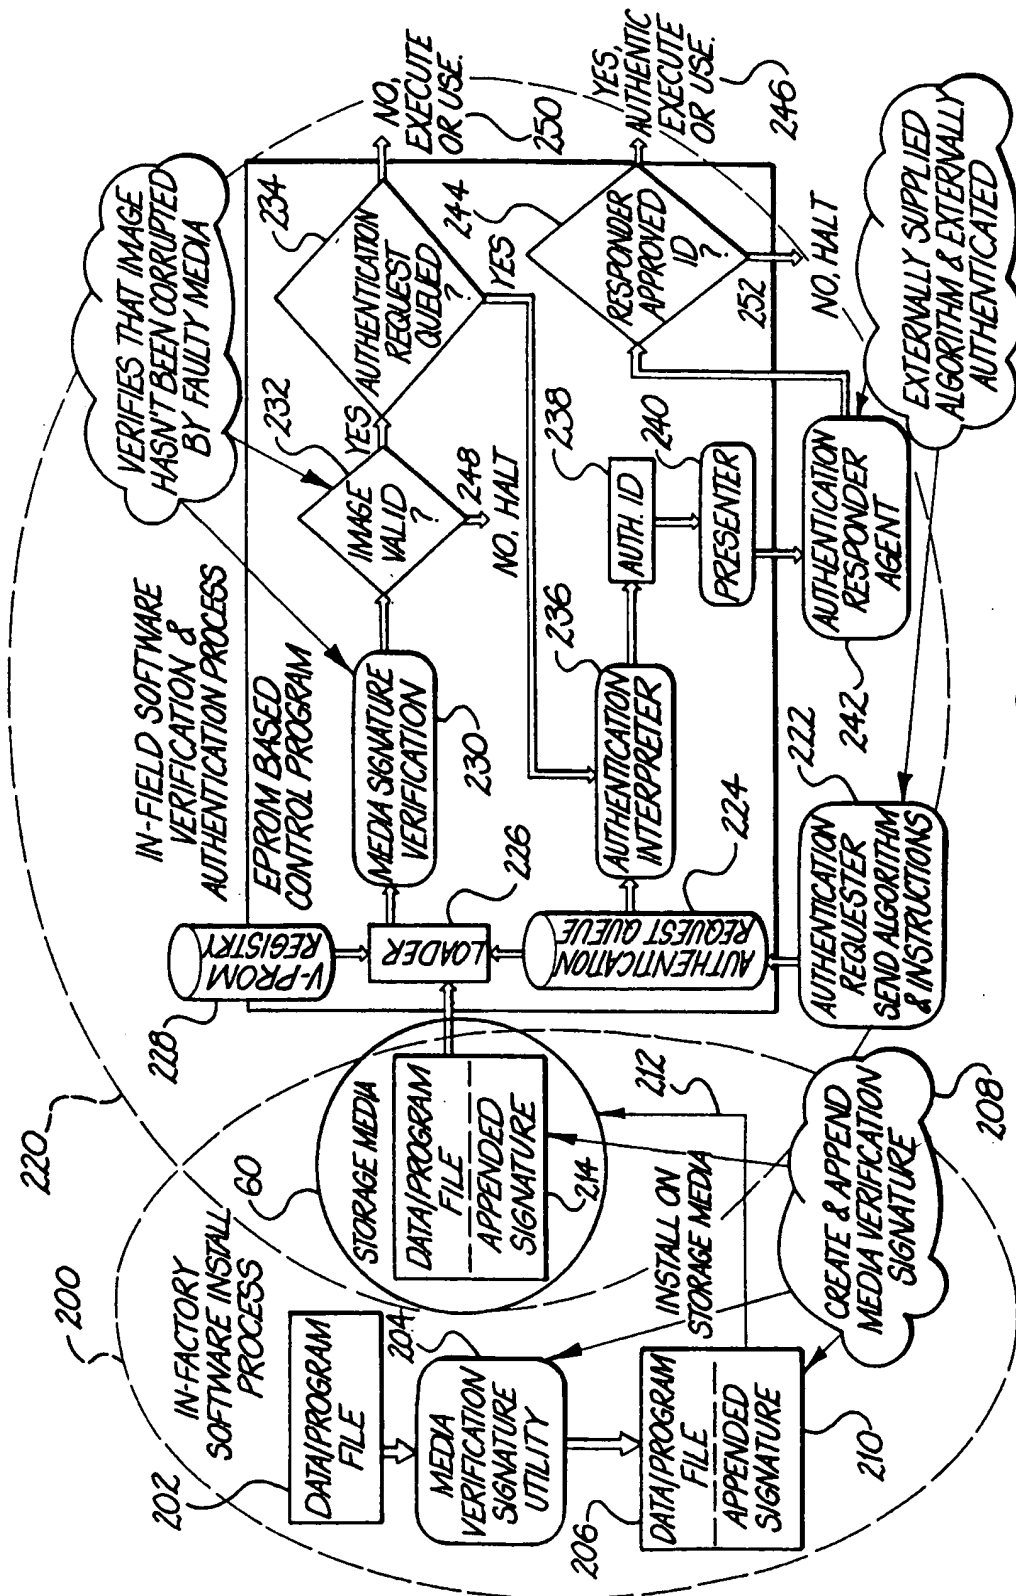 200
IN-FACTORY
SOFTWARE INSTALL
PROCESS
202
DATA/PROGRAM
FILE
204
MEDIA
VERIFICATION
SIGNATURE
UTILITY
206
DATA/PROGRAM
FILE
APPENDED
SIGNATURE
210
INSTALL ON
STORAGE MEDIA
212
CREATE & APPEND
MEDIA VERIFICATION
SIGNATURE
208
60
STORAGE MEDIA
DATA/PROGRAM
FILE
APPENDED
SIGNATURE
214
220
IN-FIELD SOFTWARE
VERIFICATION &
AUTHENTICATION PROCESS
228
V-PROM
REGISTRY
EPROM BASED
CONTROL PROGRAM
LOADER
226
MEDIA SIGNATURE
VERIFICATION
230
VERIFIES THAT IMAGE
HASN'T BEEN CORRUPTED
BY FAULTY MEDIA
232
IMAGE
VALID
?
YES
248
NO, HALT
234
AUTHENTICATION
REQUEST
QUEUED
?
YES
NO,
EXECUTE
OR USE.
250
AUTHENTICATION
REQUEST QUEUE
224
AUTHENTICATION
INTERPRETER
236
AUTH. ID
238
PRESENTER
240
244
RESPONDER
APPROVED
ID
?
YES,
AUTHENTIC
EXECUTE
OR USE.
246
252
NO, HALT
AUTHENTICATION
REQUESTER
SEND ALGORITHM
& INSTRUCTIONS
222
AUTHENTICATION
RESPONDER
AGENT
242
EXTERNALLY SUPPLIED
ALGORITHM & EXTERNALLY
AUTHENTICATED